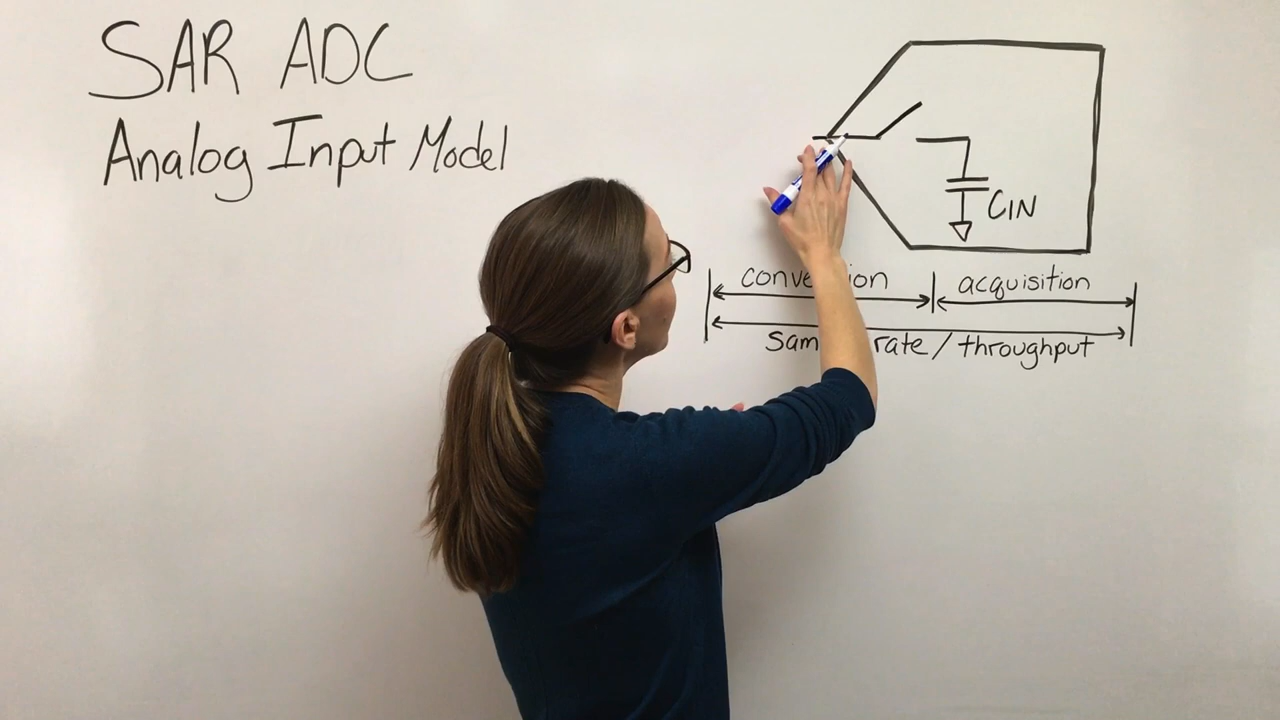 SAR ADC
Analog Input Model
CIN
acquisition
rate / throughput